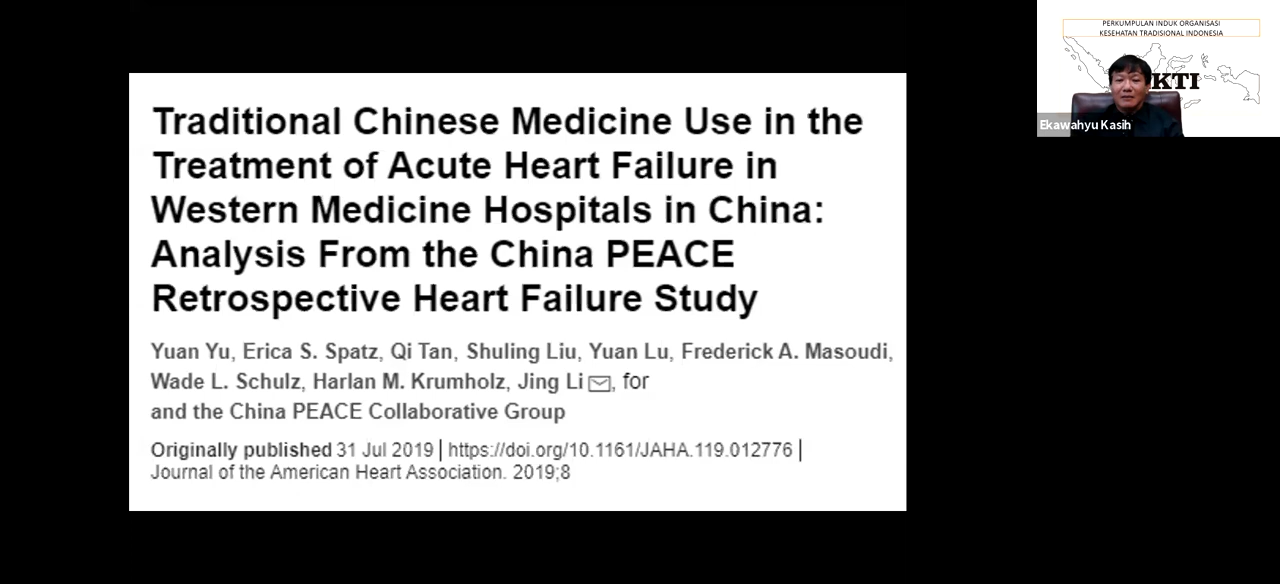 Traditional Chinese Medicine Use in the
Treatment of Acute Heart Failure in
Western Medicine Hospitals in China:
Analysis From the China PEACE
Retrospective Heart Failure Study
Yuan Yu, Erica S. Spatz, Qi Tan, Shuling Liu, Yuan Lu, Frederick A. Masoudi,
Wade L. Schulz, Harlan M. Krumholz, Jing Li, for
and the China PEACE Collaborative Group
Originally published 31 Jul 2019 | https://doi.org/10.1161/JAHA.119.012776 |
Journal of the American Heart Association. 2019;8
PERKUMPULAN INDUK ORGANISASI
KESEHATAN TRADISIONAL INDONESIA
KTI
Ekawahyu Kasih